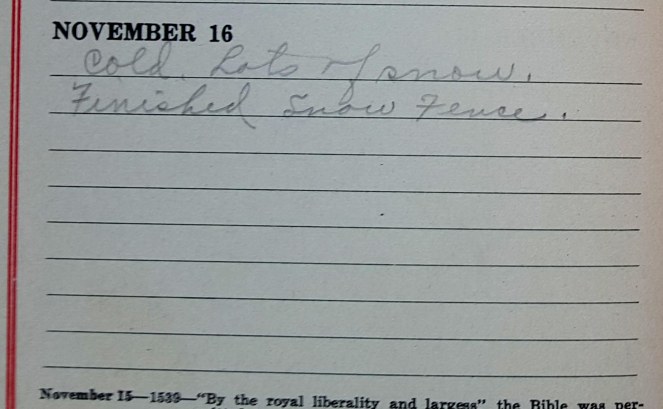 NOVEMBER 16
Cold. Lots of snow.
Finished Snow Fence.
November 15—1539—"By the royal liberality and largess" the Bible was per-